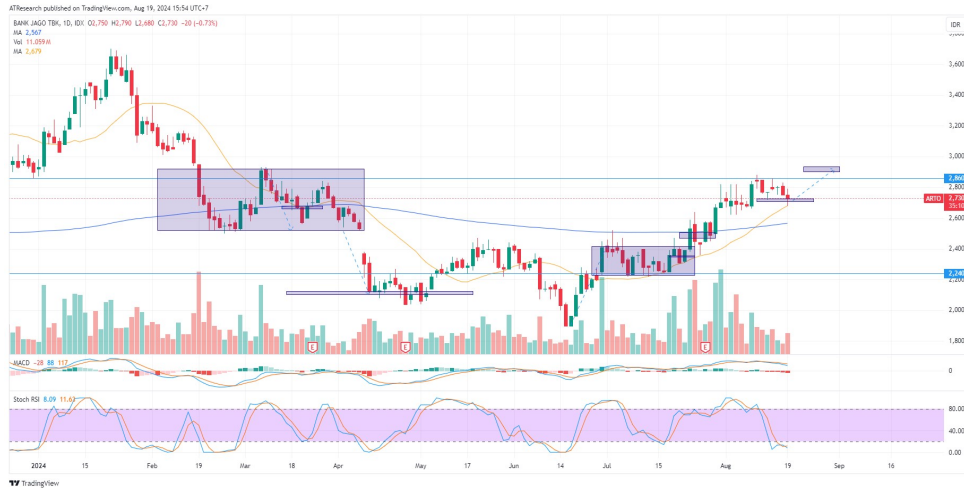 ATResearch published on TradingView.com, Aug 19, 2024 15:54 UTC+7
BANK JAGO TBK, 1D, IDX O2,750 H2,790 L2,680 C2,730 −20 (−0.73%)
IDR
MA 2,567
Vol 11.059M
MA 2,679
3,600
3,400
3,200
3,000
2,860
2,800
ARTO 2,730
2,600
2,400
2,240
2,000
1,800
E E E
MACD −28 88 117
0
Stoch RSI 8.09 11.63
80.00
40.00
0.00
2024 15 Feb 19 Mar 18 Apr May 15 Jun 14 Jul 15 Aug 19 Sep 16
TradingView